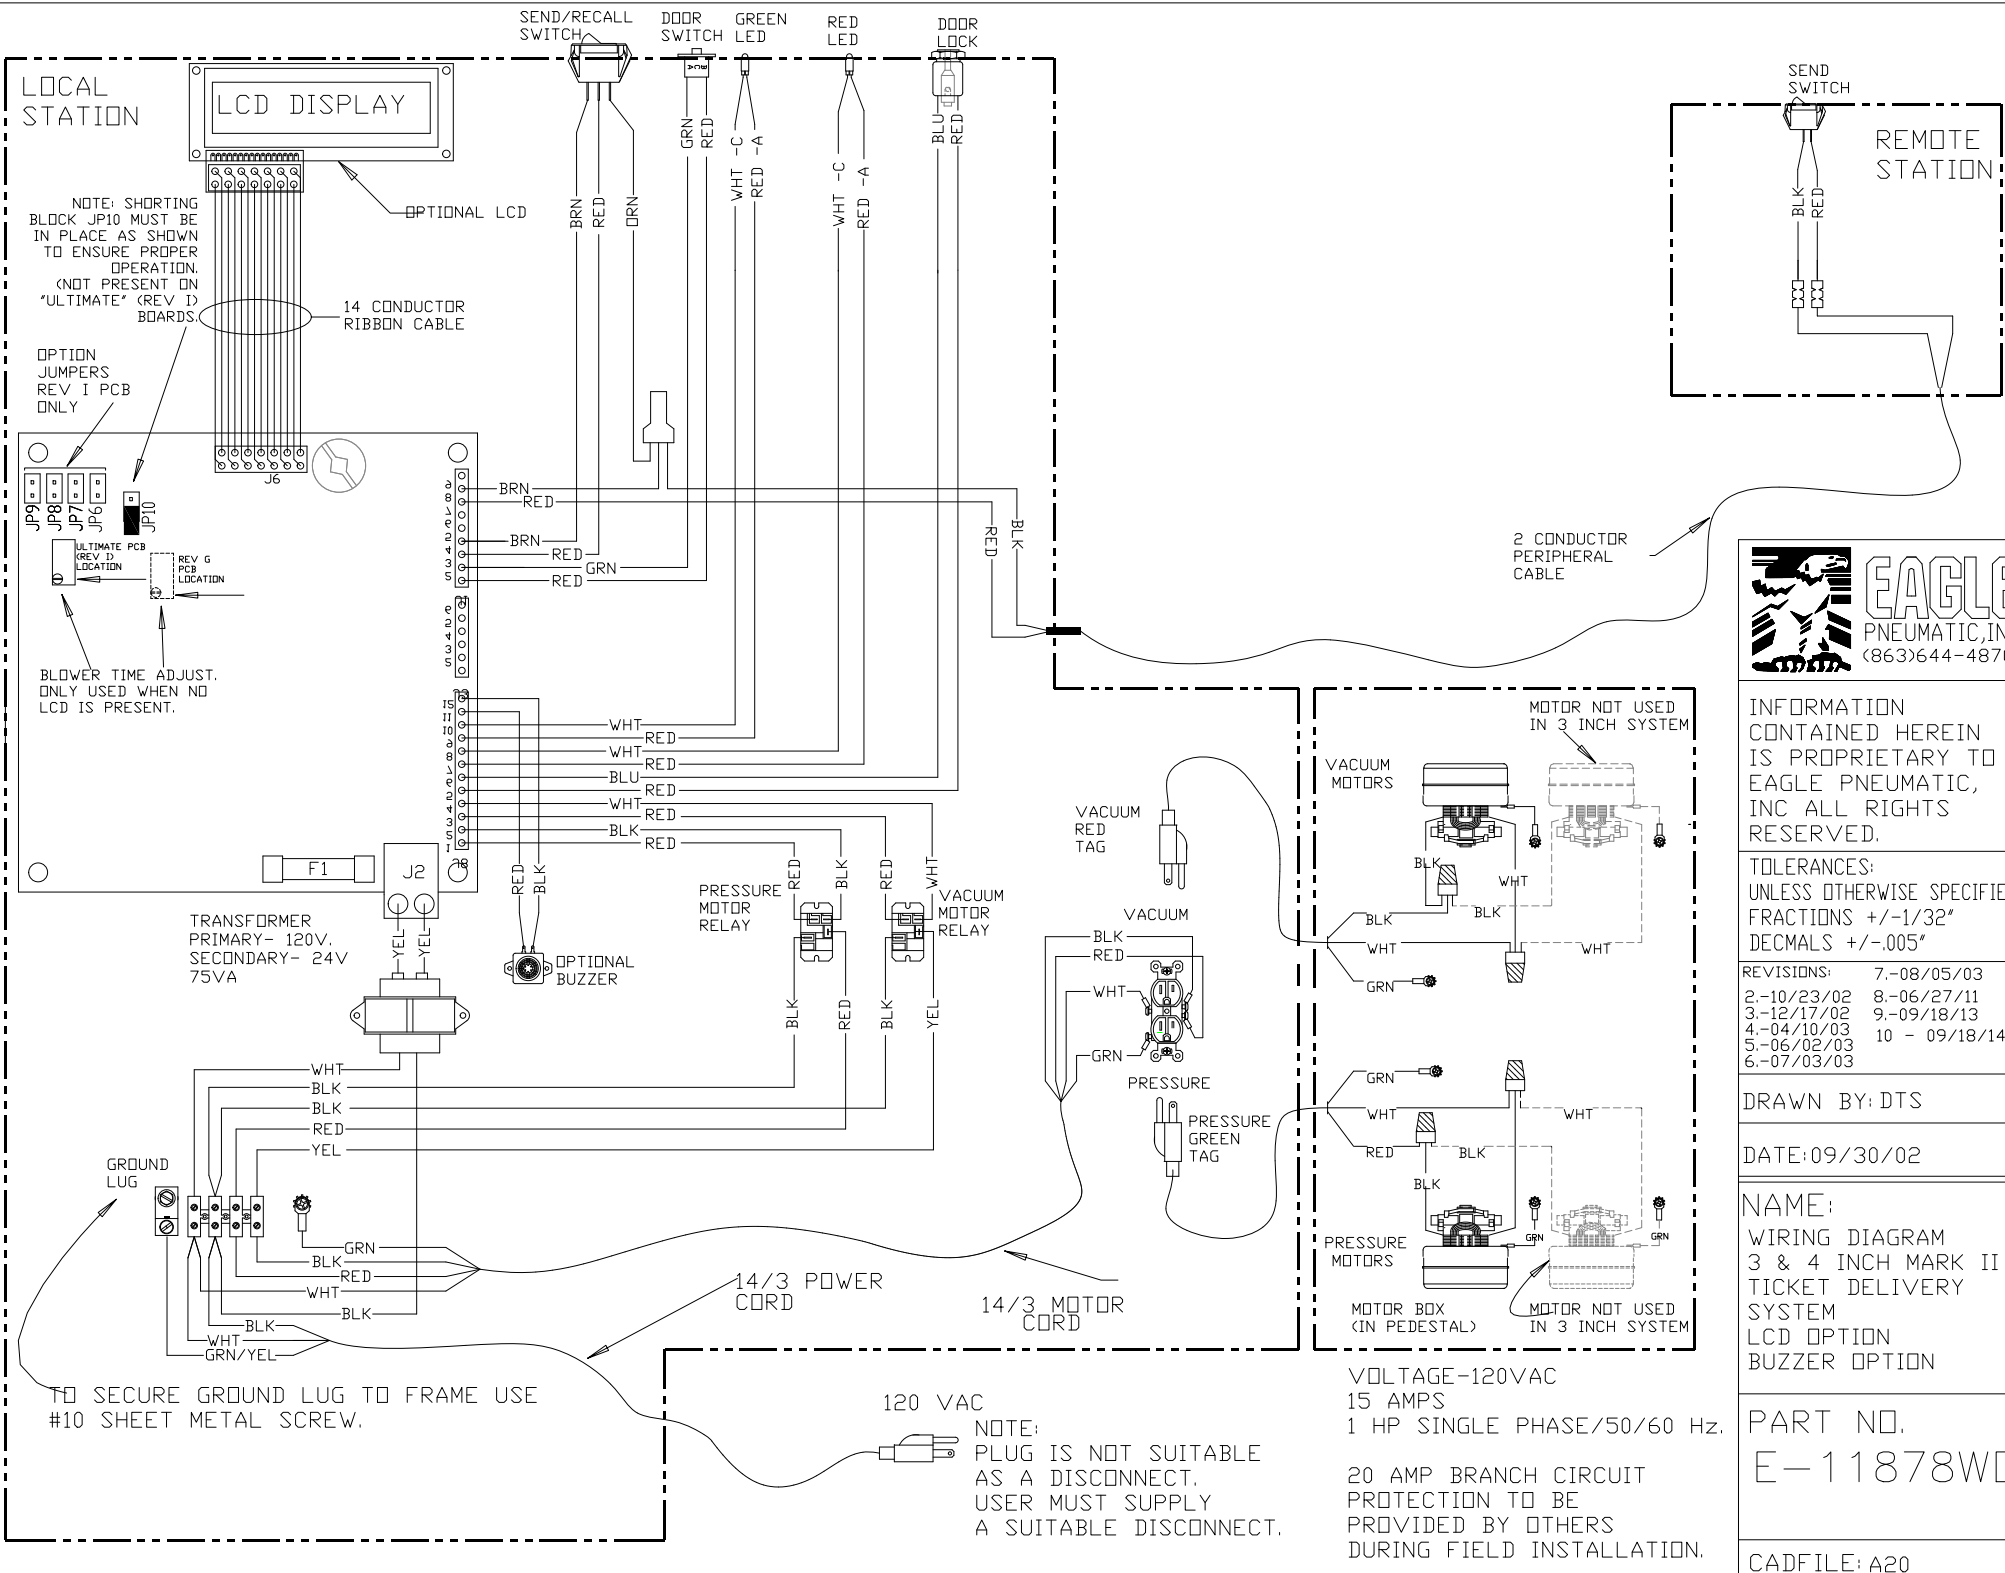 SEND/RECALL
SWITCH
DOOR
SWITCH
GREEN
LED
RED
LED
DOOR
LOCK
LOCAL
STATION
LCD DISPLAY
OPTIONAL LCD
NOTE: SHORTING
BLOCK JP10 MUST BE
IN PLACE AS SHOWN
TO ENSURE PROPER
OPERATION.
(NOT PRESENT ON
"ULTIMATE" (REV I)
BOARDS.
14 CONDUCTOR
RIBBON CABLE
OPTION
JUMPERS
REV I PCB
ONLY
BRN
RED
ORN
GRN
RED
WHT -C
RED -A
WHT -C
RED -A
BLU
RED
SEND
SWITCH
REMOTE
STATION
BLK
RED
J6
JP9
JP8
JP7
JP6
JP10
ULTIMATE PCB
(REV I)
LOCATION
REV G
PCB
LOCATION
BLOWER TIME ADJUST.
ONLY USED WHEN NO
LCD IS PRESENT.
BRN
RED
BRN
RED
GRN
RED
RED
BLK
2 CONDUCTOR
PERIPHERAL
CABLE
WHT
RED
WHT
RED
BLU
RED
WHT
RED
BLK
RED
F1
J2
TRANSFORMER
PRIMARY- 120V.
SECONDARY- 24V
75VA
YEL
YEL
RED
BLK
OPTIONAL
BUZZER
PRESSURE
MOTOR
RELAY
RED
BLK
RED
WHT
VACUUM
MOTOR
RELAY
BLK
RED
BLK
YEL
VACUUM
RED
TAG
VACUUM
BLK
RED
WHT
GRN
PRESSURE
PRESSURE
GREEN
TAG
WHT
BLK
BLK
RED
YEL
GROUND
LUG
GRN
BLK
RED
WHT
BLK
BLK
WHT
GRN/YEL
14/3 POWER
CORD
14/3 MOTOR
CORD
TO SECURE GROUND LUG TO FRAME USE
#10 SHEET METAL SCREW.
120 VAC
NOTE:
PLUG IS NOT SUITABLE
AS A DISCONNECT.
USER MUST SUPPLY
A SUITABLE DISCONNECT.
MOTOR NOT USED
IN 3 INCH SYSTEM
VACUUM
MOTORS
BLK
WHT
BLK
BLK
WHT
WHT
GRN
GRN
WHT
WHT
RED
BLK
BLK
GRN
GRN
PRESSURE
MOTORS
MOTOR BOX
(IN PEDESTAL)
MOTOR NOT USED
IN 3 INCH SYSTEM
VOLTAGE-120VAC
15 AMPS
1 HP SINGLE PHASE/50/60 Hz.
20 AMP BRANCH CIRCUIT
PROTECTION TO BE
PROVIDED BY OTHERS
DURING FIELD INSTALLATION.
EAGLE
PNEUMATIC,IN
(863)644-487
INFORMATION
CONTAINED HEREIN
IS PROPRIETARY TO
EAGLE PNEUMATIC,
INC ALL RIGHTS
RESERVED.
TOLERANCES:
UNLESS OTHERWISE SPECIFIE
FRACTIONS +/-1/32"
DECMALS +/-.005"
REVISIONS:
7.-08/05/03
2.-10/23/02
8.-06/27/11
3.-12/17/02
9.-09/18/13
4.-04/10/03
10 - 09/18/14
5.-06/02/03
6.-07/03/03
DRAWN BY: DTS
DATE:09/30/02
NAME:
WIRING DIAGRAM
3 & 4 INCH MARK II
TICKET DELIVERY
SYSTEM
LCD OPTION
BUZZER OPTION
PART NO.
E-11878WD
CADFILE: A20